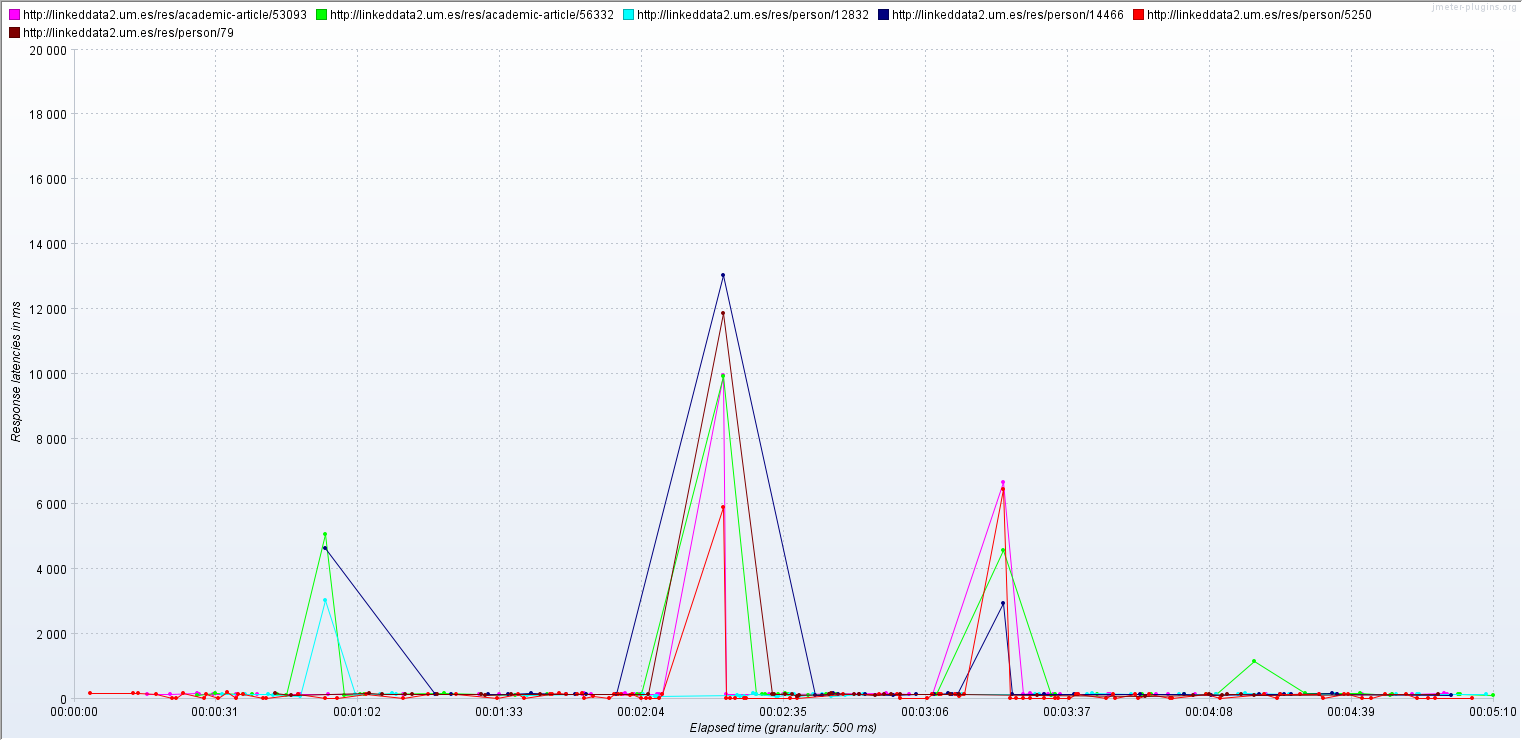 jmeter-plugins.org
http://linkeddata2.um.es/res/academic-article/53093 http://linkeddata2.um.es/res/academic-article/56332 http://linkeddata2.um.es/res/person/12832 http://linkeddata2.um.es/res/person/14466 http://linkeddata2.um.es/res/person/5250
http://linkeddata2.um.es/res/person/79
20 000
18 000
16 000
14 000
12 000
10 000
8 000
6 000
4 000
2 000
0
Response latencies in ms
00:00:00 00:00:31 00:01:02 00:01:33 00:02:04 00:02:35 00:03:06 00:03:37 00:04:08 00:04:39 00:05:10
Elapsed time (granularity: 500 ms)